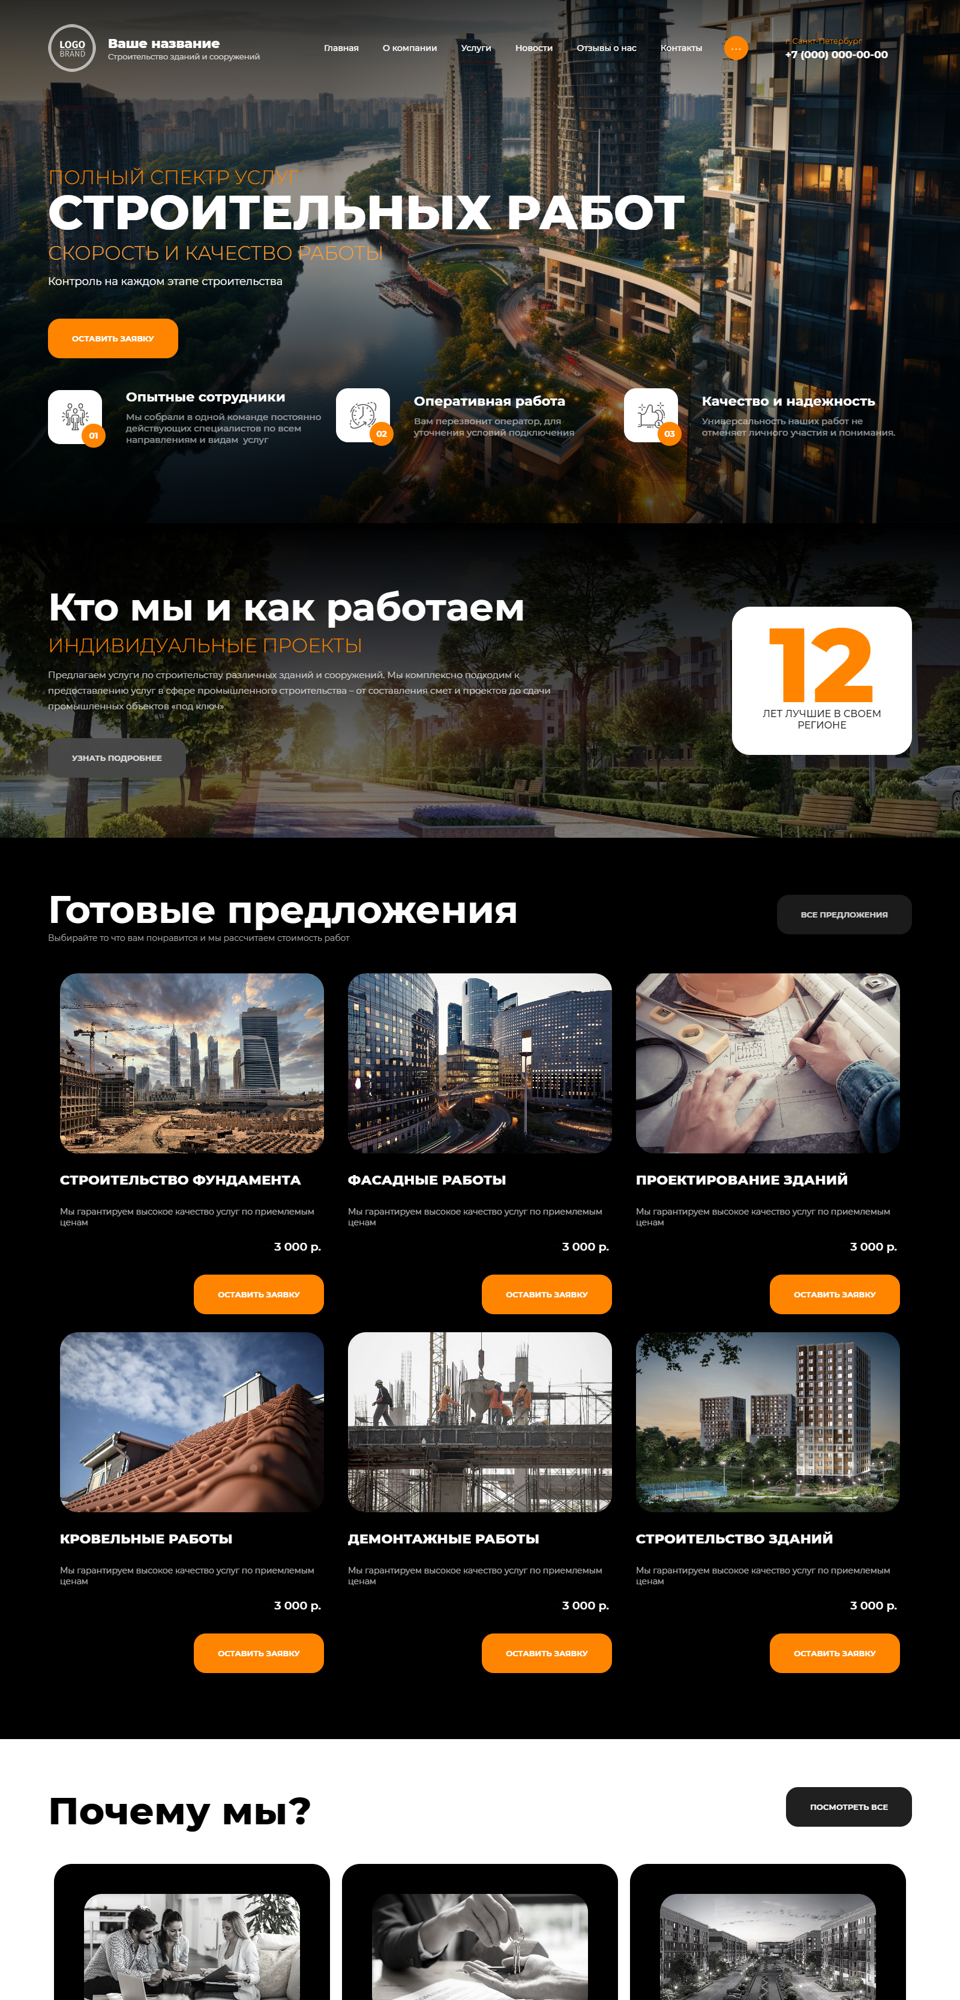 LOGO
BRAND
Ваше название
Строительство зданий и сооружений
Главная
О компании
Услуги
Новости
Отзывы о нас
Контакты
...
г. Санкт-Петербург
+7 (000) 000-00-00
ПОЛНЫЙ СПЕКТР УСЛУГ
СТРОИТЕЛЬНЫХ РАБОТ
СКОРОСТЬ И КАЧЕСТВО РАБОТЫ
Контроль на каждом этапе строительства
ОСТАВИТЬ ЗАЯВКУ
01
Опытные сотрудники
Мы собрали в одной команде постоянно
действующих специалистов по всем
направлениям и видам услуг
02
Оперативная работа
Вам перезвонит оператор, для
уточнения условий подключения
03
Качество и надежность
Универсальность наших работ не
отменяет личного участия и понимания.
Кто мы и как работаем
ИНДИВИДУАЛЬНЫЕ ПРОЕКТЫ
Предлагаем услуги по строительству различных зданий и сооружений. Мы комплексно подходим к
предоставлению услуг в сфере промышленного строительства – от составления смет и проектов до сдачи
промышленных объектов «под ключ»
УЗНАТЬ ПОДРОБНЕЕ
12
ЛЕТ ЛУЧШИЕ В СВОЕМ
РЕГИОНЕ
Готовые предложения
Выбирайте то что вам понравится и мы рассчитаем стоимость работ
ВСЕ ПРЕДЛОЖЕНИЯ
СТРОИТЕЛЬСТВО ФУНДАМЕНТА
Мы гарантируем высокое качество услуг по приемлемым
ценам
3 000 р.
ОСТАВИТЬ ЗАЯВКУ
ФАСАДНЫЕ РАБОТЫ
Мы гарантируем высокое качество услуг по приемлемым
ценам
3 000 р.
ОСТАВИТЬ ЗАЯВКУ
ПРОЕКТИРОВАНИЕ ЗДАНИЙ
Мы гарантируем высокое качество услуг по приемлемым
ценам
3 000 р.
ОСТАВИТЬ ЗАЯВКУ
КРОВЕЛЬНЫЕ РАБОТЫ
Мы гарантируем высокое качество услуг по приемлемым
ценам
3 000 р.
ОСТАВИТЬ ЗАЯВКУ
ДЕМОНТАЖНЫЕ РАБОТЫ
Мы гарантируем высокое качество услуг по приемлемым
ценам
3 000 р.
ОСТАВИТЬ ЗАЯВКУ
СТРОИТЕЛЬСТВО ЗДАНИЙ
Мы гарантируем высокое качество услуг по приемлемым
ценам
3 000 р.
ОСТАВИТЬ ЗАЯВКУ
Почему мы?
ПОСМОТРЕТЬ ВСЕ